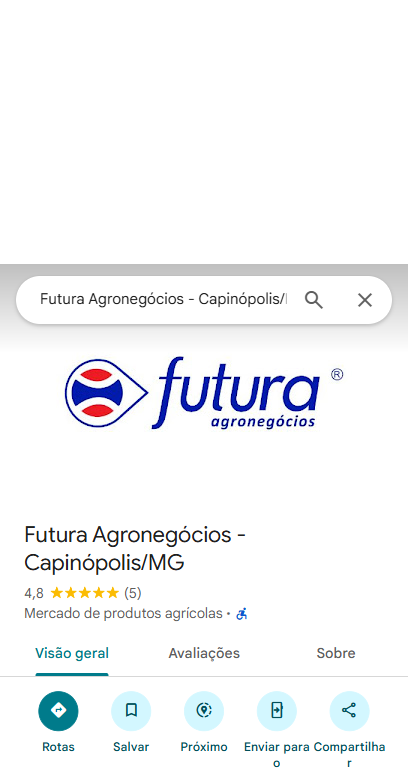 Futura Agronegócios - Capinópolis/
futura ®
agronegócios
Futura Agronegócios -
Capinópolis/MG
4,8 (5)
Mercado de produtos agrícolas ·
Visão geral Avaliações Sobre
Rotas Salvar Próximo Enviar para Compartilha
o r